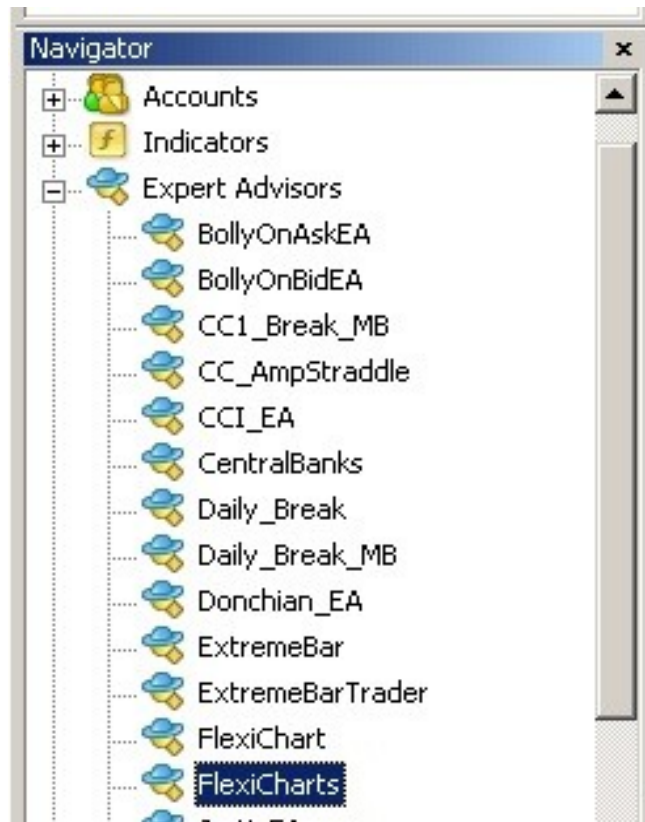 Navigator
Accounts
Indicators
Expert Advisors
BollyOnAskEA
BollyOnBidEA
CC1_Break_MB
CC_AmpStraddle
CCI_EA
CentralBanks
Daily_Break
Daily_Break_MB
Donchian_EA
ExtremeBar
ExtremeBarTrader
FlexiChart
FlexiCharts